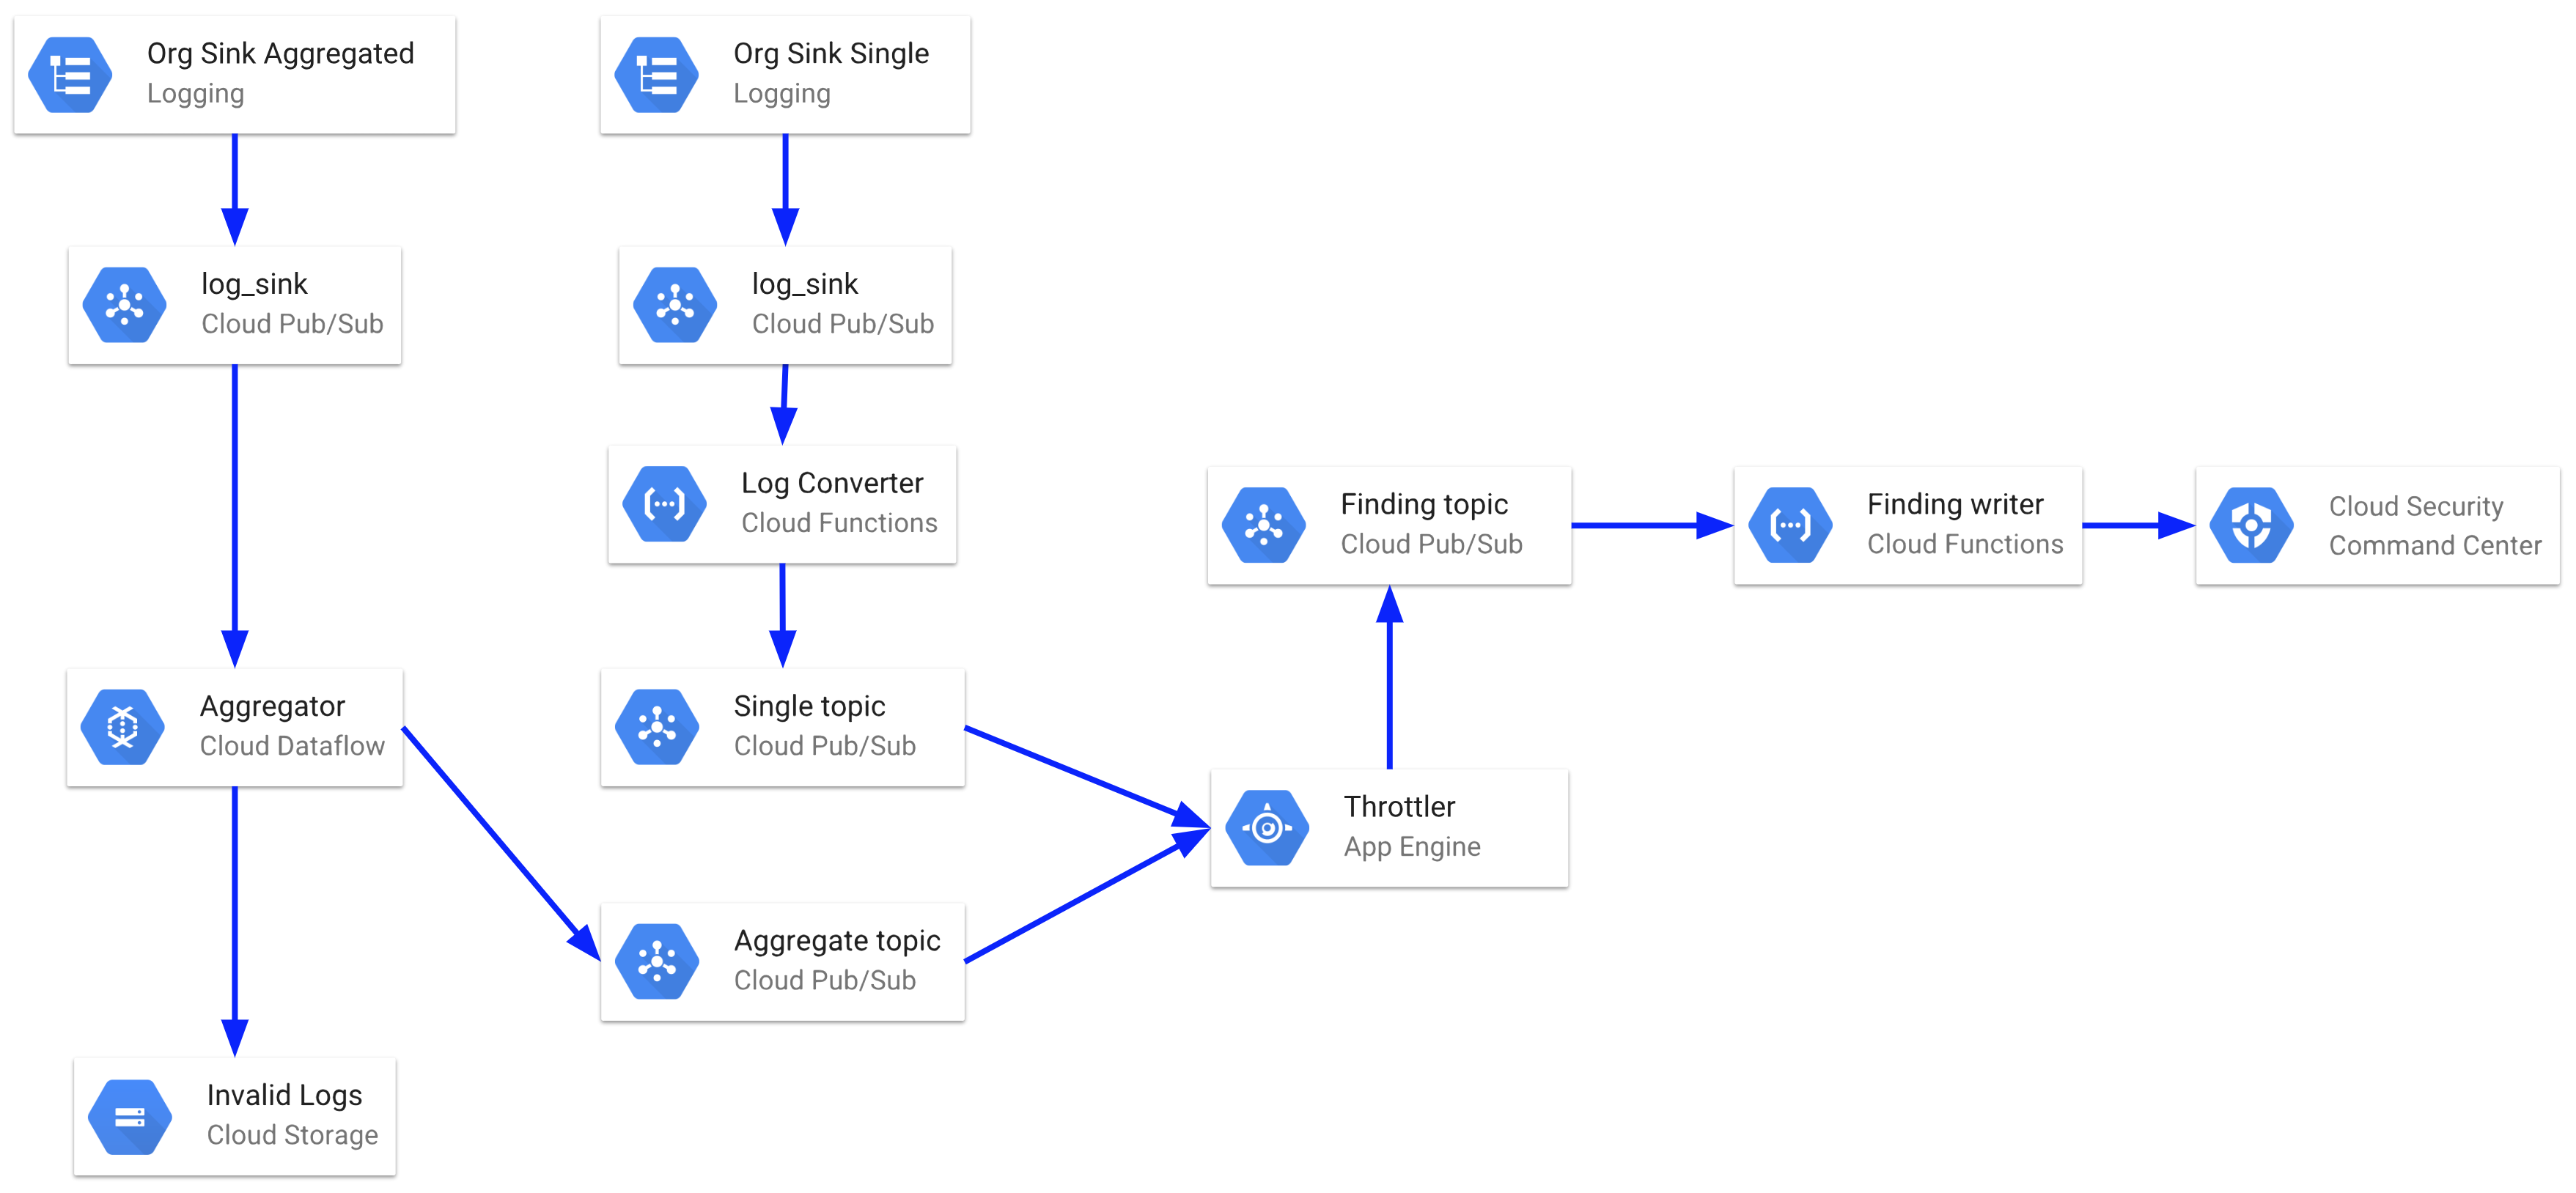 Org Sink Aggregated
Logging
Org Sink Single
Logging
log_sink
Cloud Pub/Sub
log_sink
Cloud Pub/Sub
Log Converter
Cloud Functions
Finding topic
Cloud Pub/Sub
Finding writer
Cloud Functions
Cloud Security
Command Center
Aggregator
Cloud Dataflow
Single topic
Cloud Pub/Sub
Throttler
App Engine
Aggregate topic
Cloud Pub/Sub
Invalid Logs
Cloud Storage